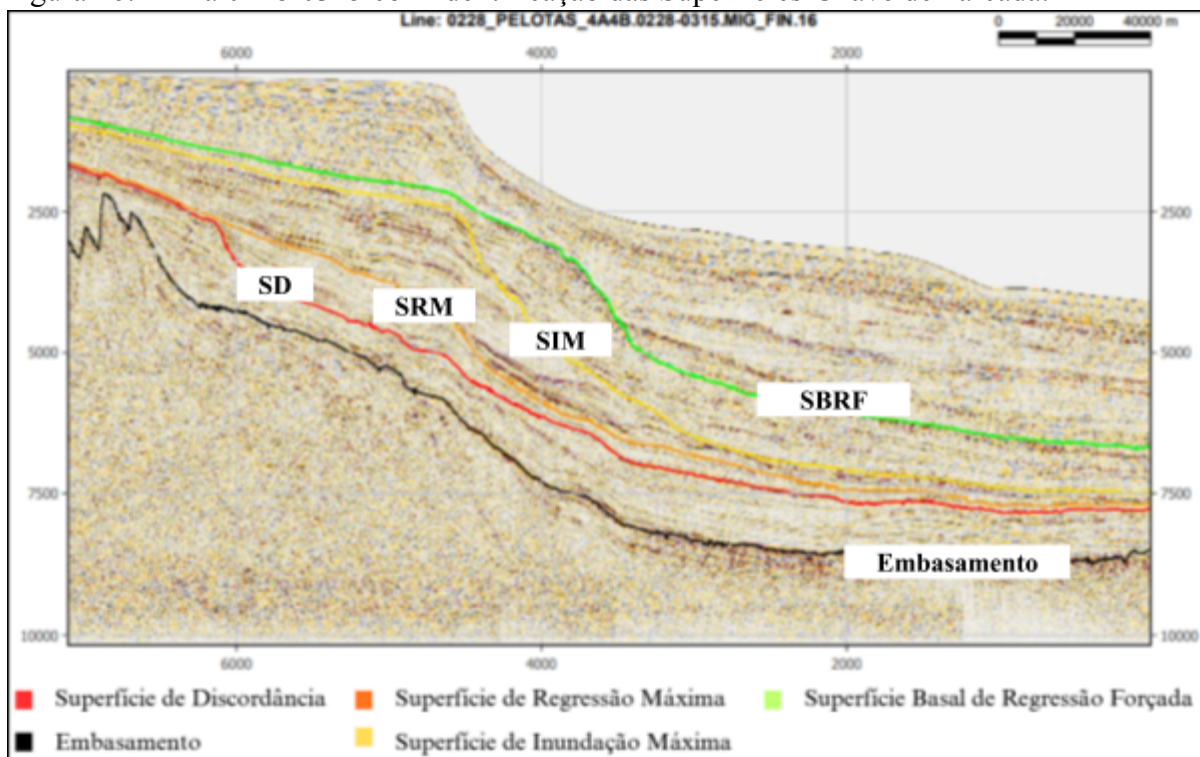 Line: 0228_PELOTAS_4A4B.0228-0315.MIG_FIN.16
0 20000 40000 m
6000 4000 2000
2500 2500
SD
SRM
SIM
5000 5000
SBRF
7500 7500
Embasamento
10000 10000
6000 4000 2000
Superfície de Discordância Superfície de Regressão Máxima Superfície Basal de Regressão Forçada
Embasamento Superfície de Inundação Máxima